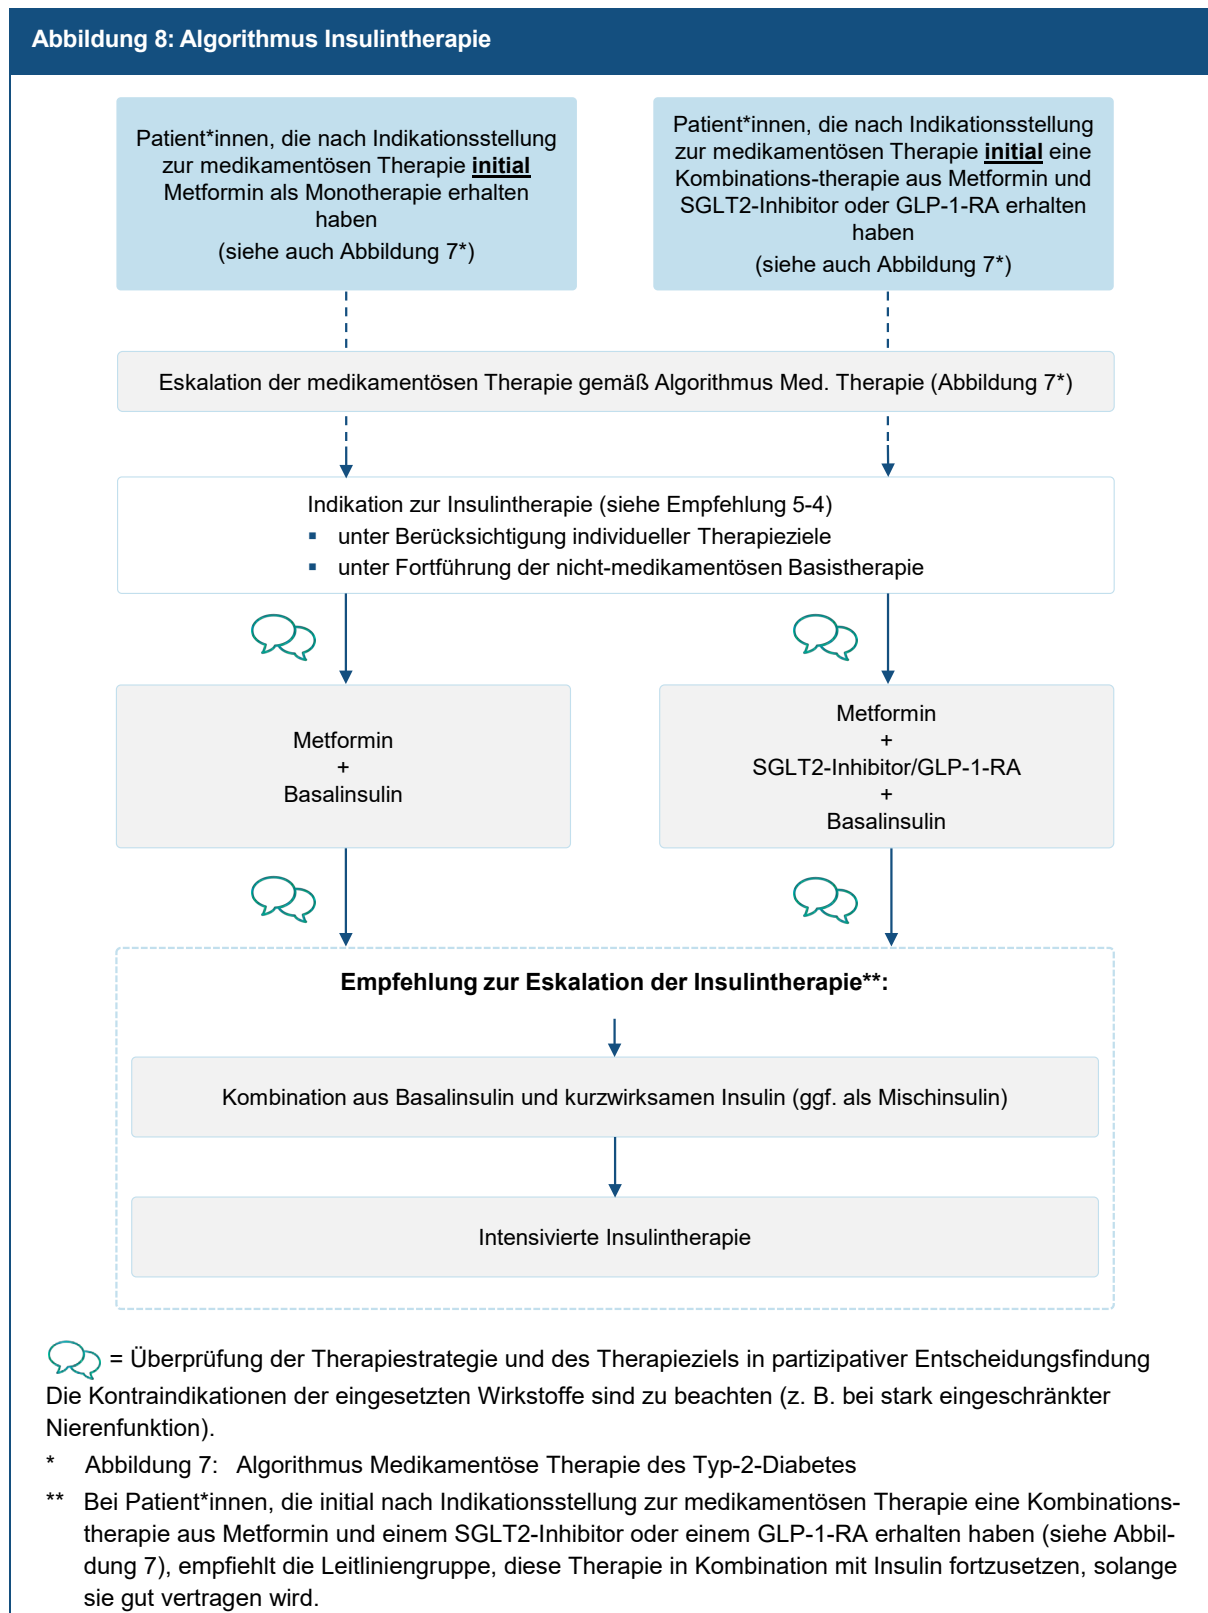 Abbildung 8: Algorithmus Insulintherapie
Patient*innen, die nach Indikationsstellung
zur medikamentösen Therapie initial
Metformin als Monotherapie erhalten
haben
(siehe auch Abbildung 7*)
Patient*innen, die nach Indikationsstellung
zur medikamentösen Therapie initial eine
Kombinations-therapie aus Metformin und
SGLT2-Inhibitor oder GLP-1-RA erhalten
haben
(siehe auch Abbildung 7*)
Eskalation der medikamentösen Therapie gemäß Algorithmus Med. Therapie (Abbildung 7*)
Indikation zur Insulintherapie (siehe Empfehlung 5-4)
▪ unter Berücksichtigung individueller Therapieziele
▪ unter Fortführung der nicht-medikamentösen Basistherapie
Metformin
+
Basalinsulin
Metformin
+
SGLT2-Inhibitor/GLP-1-RA
+
Basalinsulin
Empfehlung zur Eskalation der Insulintherapie**:
Kombination aus Basalinsulin und kurzwirksamen Insulin (ggf. als Mischinsulin)
Intensivierte Insulintherapie
= Überprüfung der Therapiestrategie und des Therapieziels in partizipativer Entscheidungsfindung
Die Kontraindikationen der eingesetzten Wirkstoffe sind zu beachten (z. B. bei stark eingeschränkter
Nierenfunktion).
* Abbildung 7: Algorithmus Medikamentöse Therapie des Typ-2-Diabetes
** Bei Patient*innen, die initial nach Indikationsstellung zur medikamentösen Therapie eine Kombinations-
therapie aus Metformin und einem SGLT2-Inhibitor oder einem GLP-1-RA erhalten haben (siehe Abbil-
dung 7), empfiehlt die Leitliniengruppe, diese Therapie in Kombination mit Insulin fortzusetzen, solange
sie gut vertragen wird.